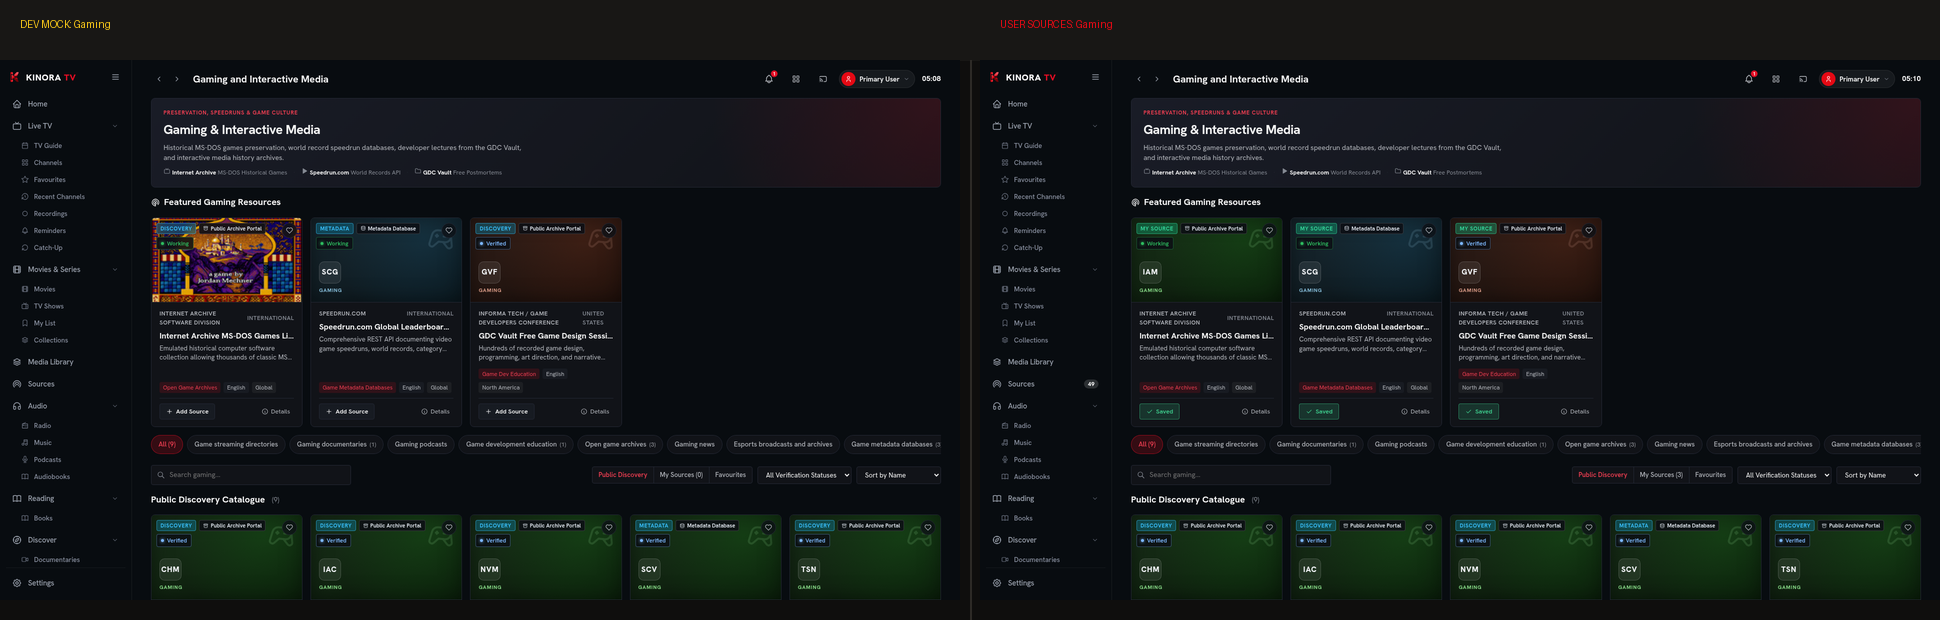 DEV MOCK: Gaming
KINORA TV
Home
Live TV
TV Guide
Channels
Favourites
Recent Channels
Recordings
Reminders
Catch-Up
Movies & Series
Movies
TV Shows
My List
Collections
Media Library
Sources
Audio
Radio
Music
Podcasts
Audiobooks
Reading
Books
Discover
Documentaries
Settings
Gaming and Interactive Media
1
Primary User
05:08
PRESERVATION, SPEEDRUNS & GAME CULTURE
Gaming & Interactive Media
Historical MS-DOS games preservation, world record speedrun databases, developer lectures from the GDC Vault,
and interactive media history archives.
Internet Archive MS-DOS Historical Games
Speedrun.com World Records API
GDC Vault Free Postmortems
Featured Gaming Resources
DISCOVERY
Public Archive Portal
Working
a game by
Jordan Mechner
INTERNET ARCHIVE
SOFTWARE DIVISION
INTERNATIONAL
Internet Archive MS-DOS Games Li...
Emulated historical computer software
collection allowing thousands of classic MS...
Open Game Archives
English
Global
+ Add Source
Details
METADATA
Metadata Database
Working
SCG
GAMING
SPEEDRUN.COM
INTERNATIONAL
Speedrun.com Global Leaderboar...
Comprehensive REST API documenting video
game speedruns, world records, category...
Game Metadata Databases
English
Global
+ Add Source
Details
DISCOVERY
Public Archive Portal
Verified
GVF
GAMING
INFORMA TECH / GAME
DEVELOPERS CONFERENCE
UNITED
STATES
GDC Vault Free Game Design Sessi...
Hundreds of recorded game design,
programming, art direction, and narrative...
Game Dev Education
English
North America
+ Add Source
Details
All (9)
Game streaming directories
Gaming documentaries (1)
Gaming podcasts
Game development education (1)
Open game archives (3)
Gaming news
Esports broadcasts and archives
Game metadata databases (3
Search gaming...
Public Discovery
My Sources (0)
Favourites
All Verification Statuses
Sort by Name
Public Discovery Catalogue (9)
DISCOVERY
Public Archive Portal
Verified
CHM
GAMING
DISCOVERY
Public Archive Portal
Verified
IAC
GAMING
DISCOVERY
Public Archive Portal
Verified
NVM
GAMING
METADATA
Metadata Database
Verified
SCV
GAMING
DISCOVERY
Public Archive Portal
Verified
TSN
GAMING
USER SOURCES: Gaming
KINORA TV
Home
Live TV
TV Guide
Channels
Favourites
Recent Channels
Recordings
Reminders
Catch-Up
Movies & Series
Movies
TV Shows
My List
Collections
Media Library
Sources
49
Audio
Radio
Music
Podcasts
Audiobooks
Reading
Books
Discover
Documentaries
Settings
Gaming and Interactive Media
1
Primary User
05:10
PRESERVATION, SPEEDRUNS & GAME CULTURE
Gaming & Interactive Media
Historical MS-DOS games preservation, world record speedrun databases, developer lectures from the GDC Vault,
and interactive media history archives.
Internet Archive MS-DOS Historical Games
Speedrun.com World Records API
GDC Vault Free Postmortems
Featured Gaming Resources
MY SOURCE
Public Archive Portal
Working
IAM
GAMING
INTERNET ARCHIVE
SOFTWARE DIVISION
INTERNATIONAL
Internet Archive MS-DOS Games Li...
Emulated historical computer software
collection allowing thousands of classic MS...
Open Game Archives
English
Global
Saved
Details
MY SOURCE
Metadata Database
Working
SCG
GAMING
SPEEDRUN.COM
INTERNATIONAL
Speedrun.com Global Leaderboar...
Comprehensive REST API documenting video
game speedruns, world records, category...
Game Metadata Databases
English
Global
Saved
Details
MY SOURCE
Public Archive Portal
Verified
GVF
GAMING
INFORMA TECH / GAME
DEVELOPERS CONFERENCE
UNITED
STATES
GDC Vault Free Game Design Sessi...
Hundreds of recorded game design,
programming, art direction, and narrative...
Game Dev Education
English
North America
Saved
Details
All (9)
Game streaming directories
Gaming documentaries (1)
Gaming podcasts
Game development education (1)
Open game archives (3)
Gaming news
Esports broadcasts and archives
Game metadata databases (3
Search gaming...
Public Discovery
My Sources (3)
Favourites
All Verification Statuses
Sort by Name
Public Discovery Catalogue (9)
DISCOVERY
Public Archive Portal
Verified
CHM
GAMING
DISCOVERY
Public Archive Portal
Verified
IAC
GAMING
DISCOVERY
Public Archive Portal
Verified
NVM
GAMING
METADATA
Metadata Database
Verified
SCV
GAMING
DISCOVERY
Public Archive Portal
Verified
TSN
GAMING